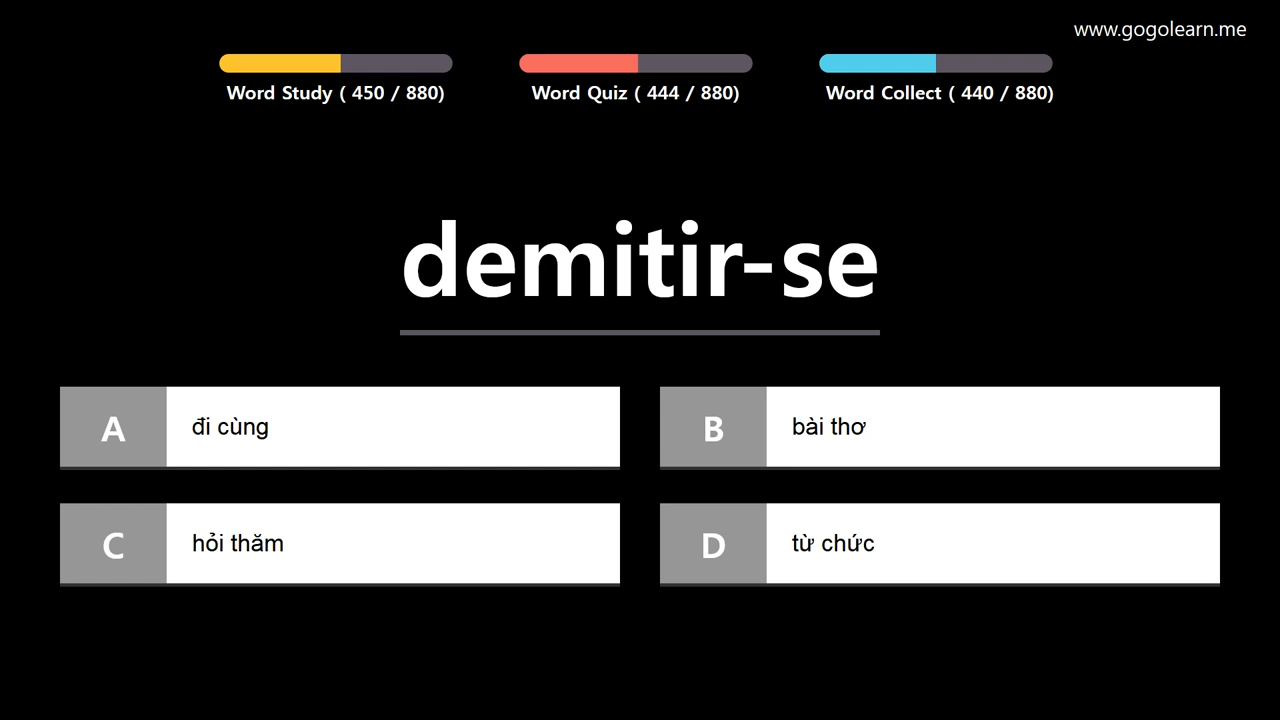 www.gogolearn.me
Word Study ( 450 / 880)
Word Quiz ( 444 / 880)
Word Collect ( 440 / 880)
demitir-se
A
đi cùng
B
bài thơ
C
hỏi thăm
D
từ chức